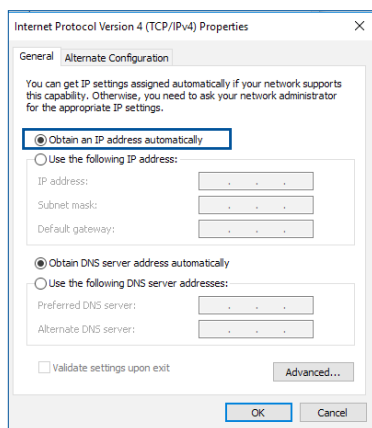 Internet Protocol Version 4 (TCP/IPv4) Properties
General
Alternate Configuration
You can get IP settings assigned automatically if your network supports
this capability. Otherwise, you need to ask your network administrator
for the appropriate IP settings.
Obtain an IP address automatically
Use the following IP address:
IP address:
Subnet mask:
Default gateway:
Obtain DNS server address automatically
Use the following DNS server addresses:
Preferred DNS server:
Alternate DNS server:
Validate settings upon exit
Advanced...
OK
Cancel